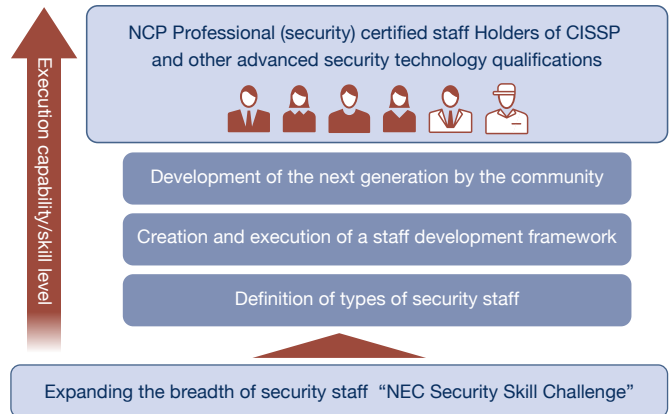 NCP Professional (security) certified staff Holders of CISSP
and other advanced security technology qualifications
Execution capability/skill level
Development of the next generation by the community
Creation and execution of a staff development framework
Definition of types of security staff
Expanding the breadth of security staff “NEC Security Skill Challenge”